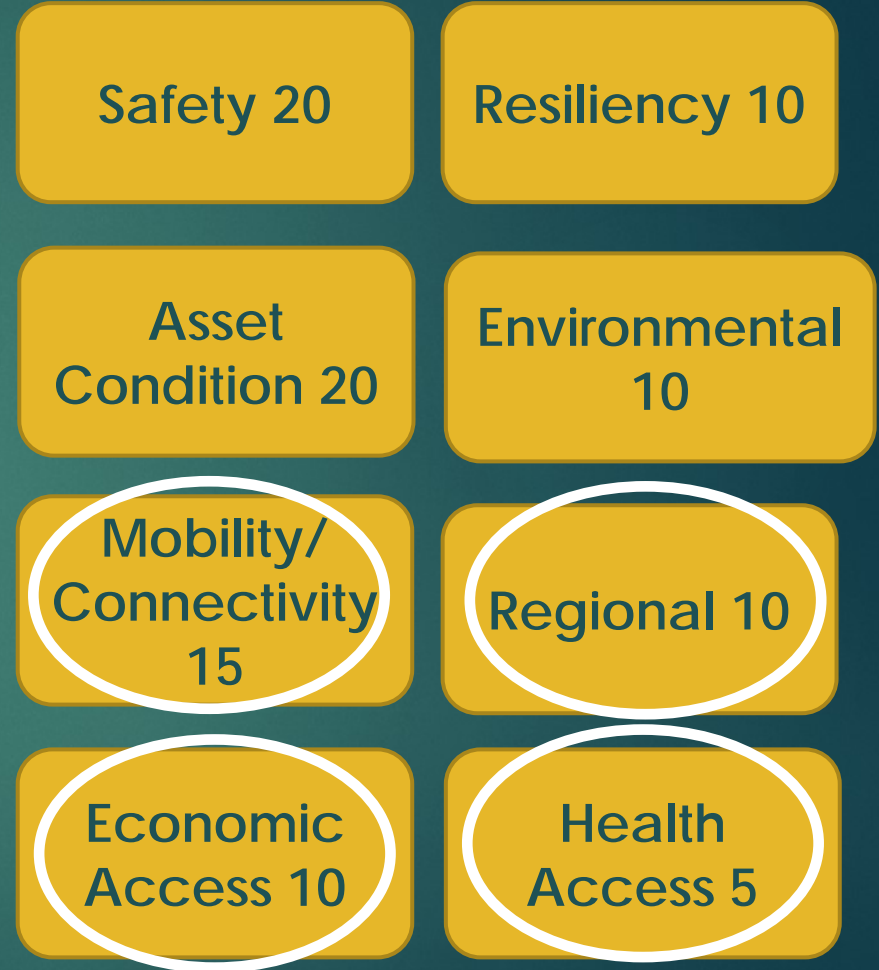 Safety 20
Resiliency 10
Asset
Condition 20
Environmental
10
Mobility/
Connectivity
15
Regional 10
Economic
Access 10
Health
Access 5